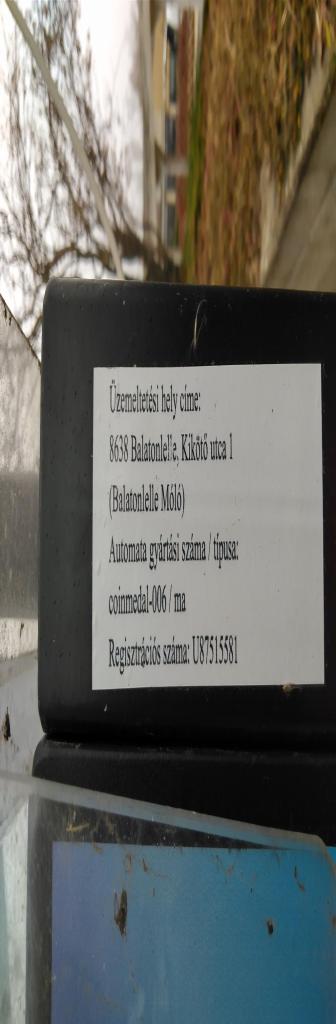 Üzemeltetési hely címe:
8638 Balatonlelle, Kikötő utca 1
(Balatonlelle Móló)
Automata gyártási száma / típusa:
coinmedal-006 / ma
Regisztrációs száma: U87515581